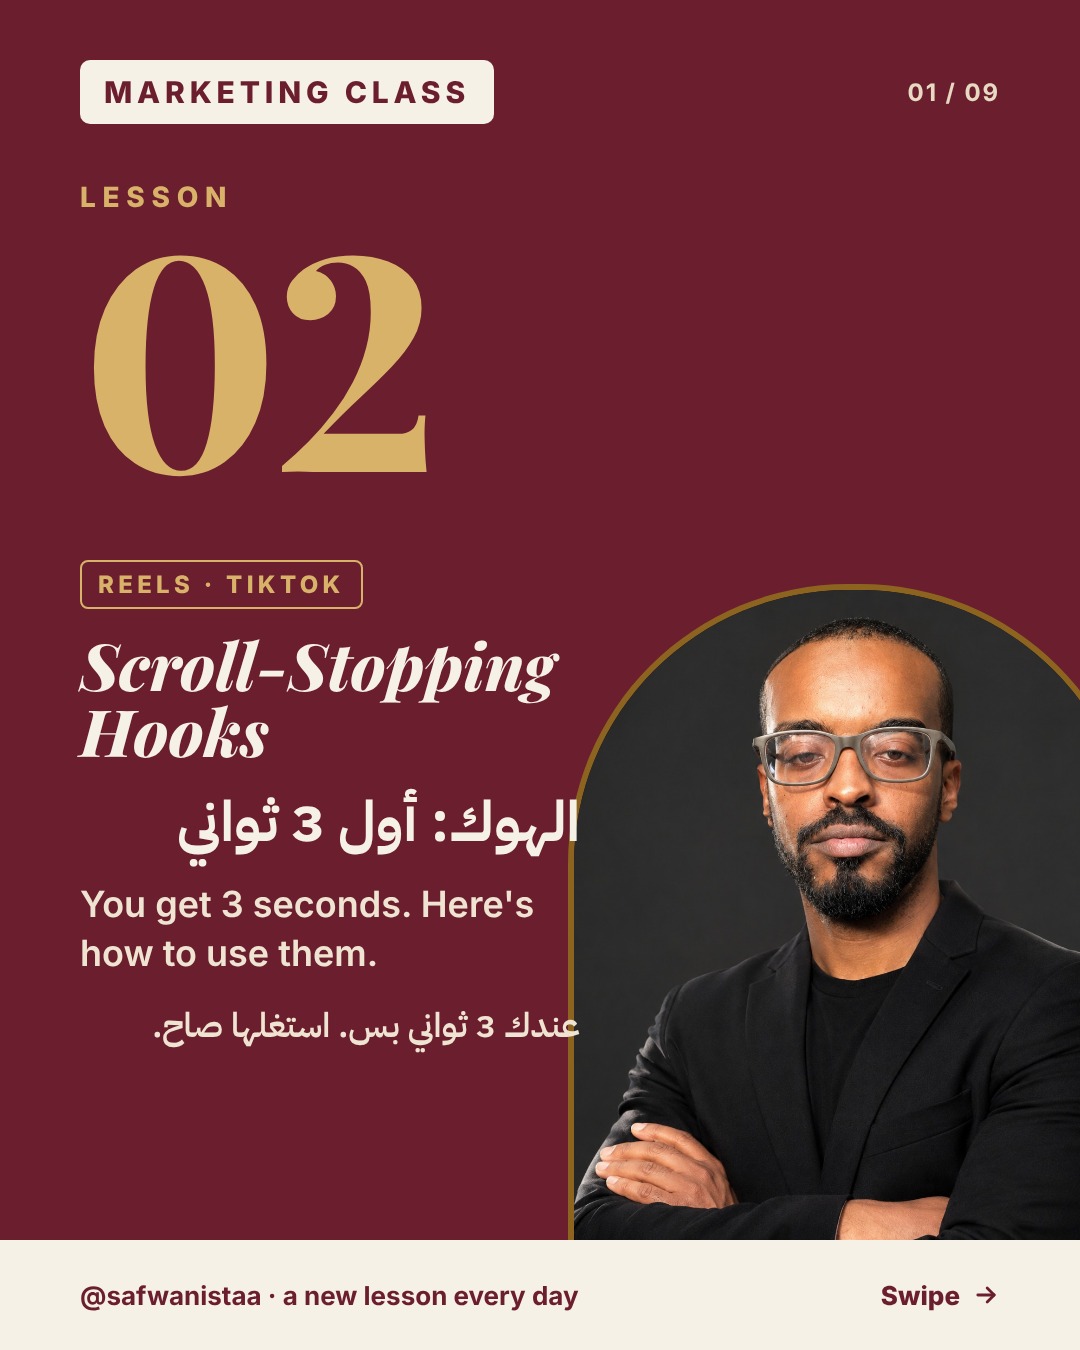 MARKETING CLASS
01 / 09
LESSON
02
REELS · TIKTOK
Scroll-Stopping
Hooks
الهوك: أول 3 ثواني
You get 3 seconds. Here's
how to use them.
عندك 3 ثواني بس. استغلها صاح.
@safwanistaa · a new lesson every day
Swipe →